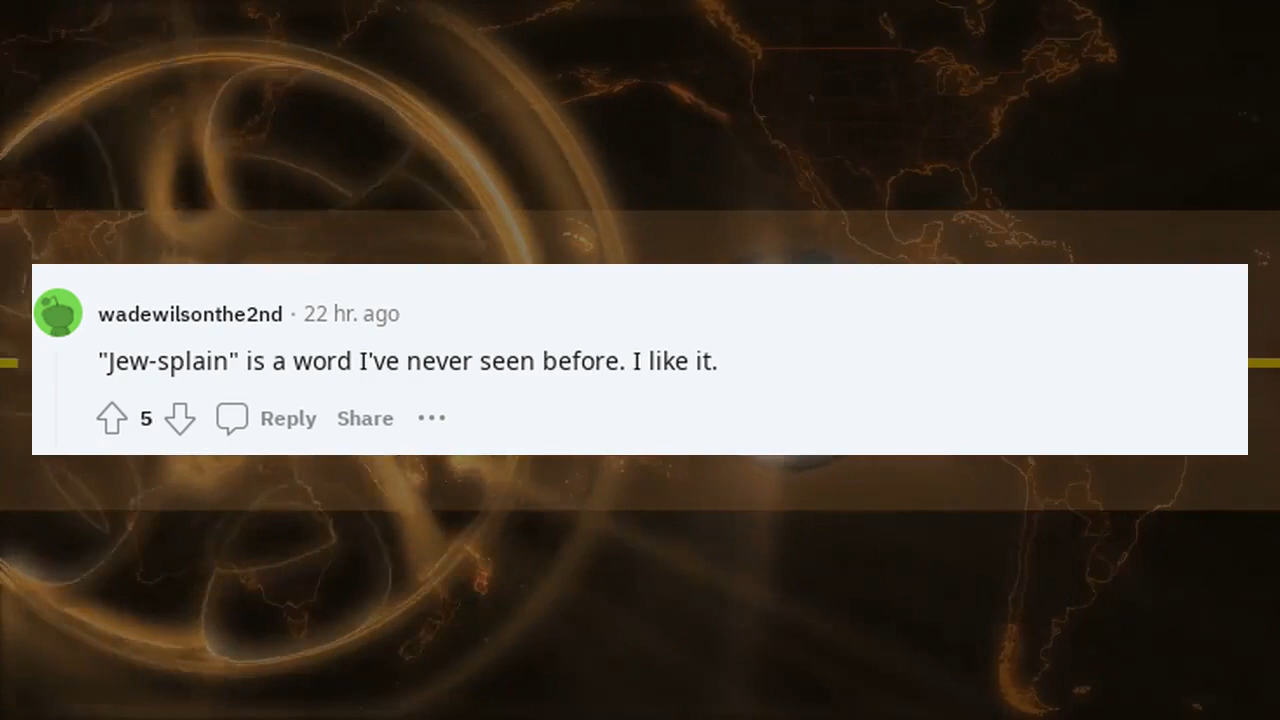 wadewilsonthe2nd · 22 hr. ago
"Jew-splain" is a word I've never seen before. I like it.
5 Reply Share ···